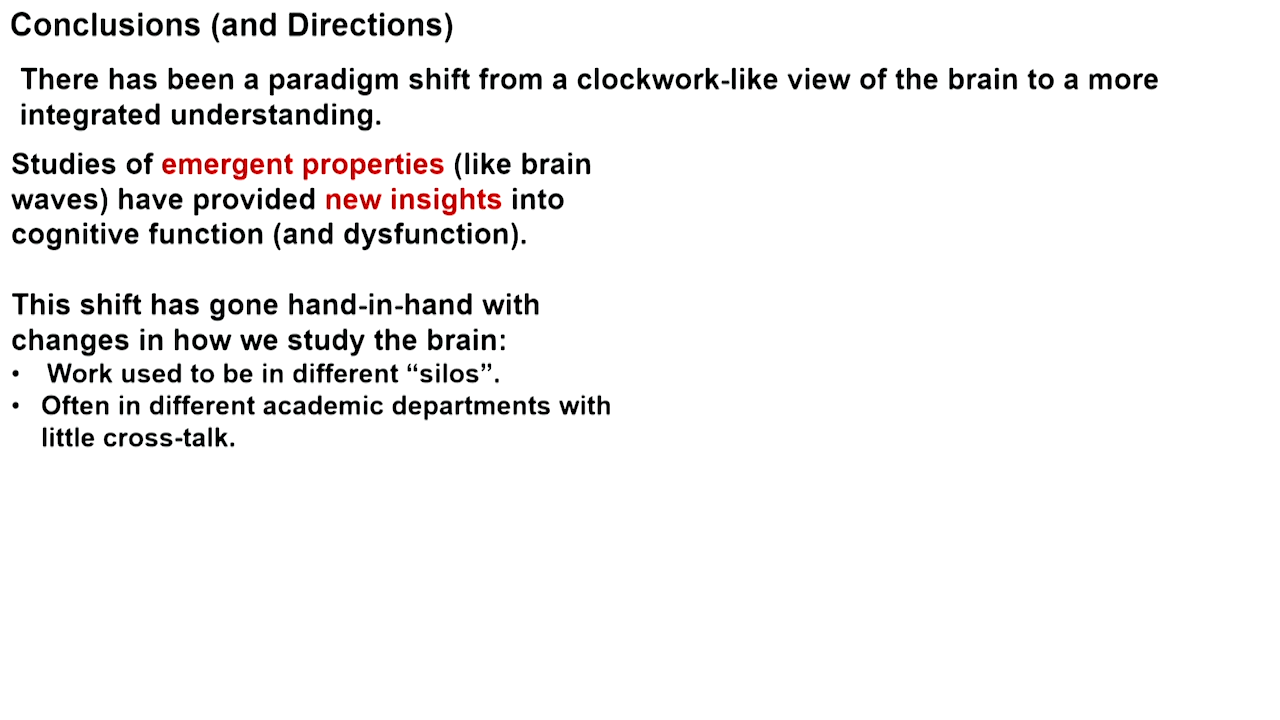 Conclusions (and Directions)
There has been a paradigm shift from a clockwork-like view of the brain to a more
integrated understanding.
Studies of emergent properties (like brain
waves) have provided new insights into
cognitive function (and dysfunction).
This shift has gone hand-in-hand with
changes in how we study the brain:
• Work used to be in different “silos”.
• Often in different academic departments with
little cross-talk.